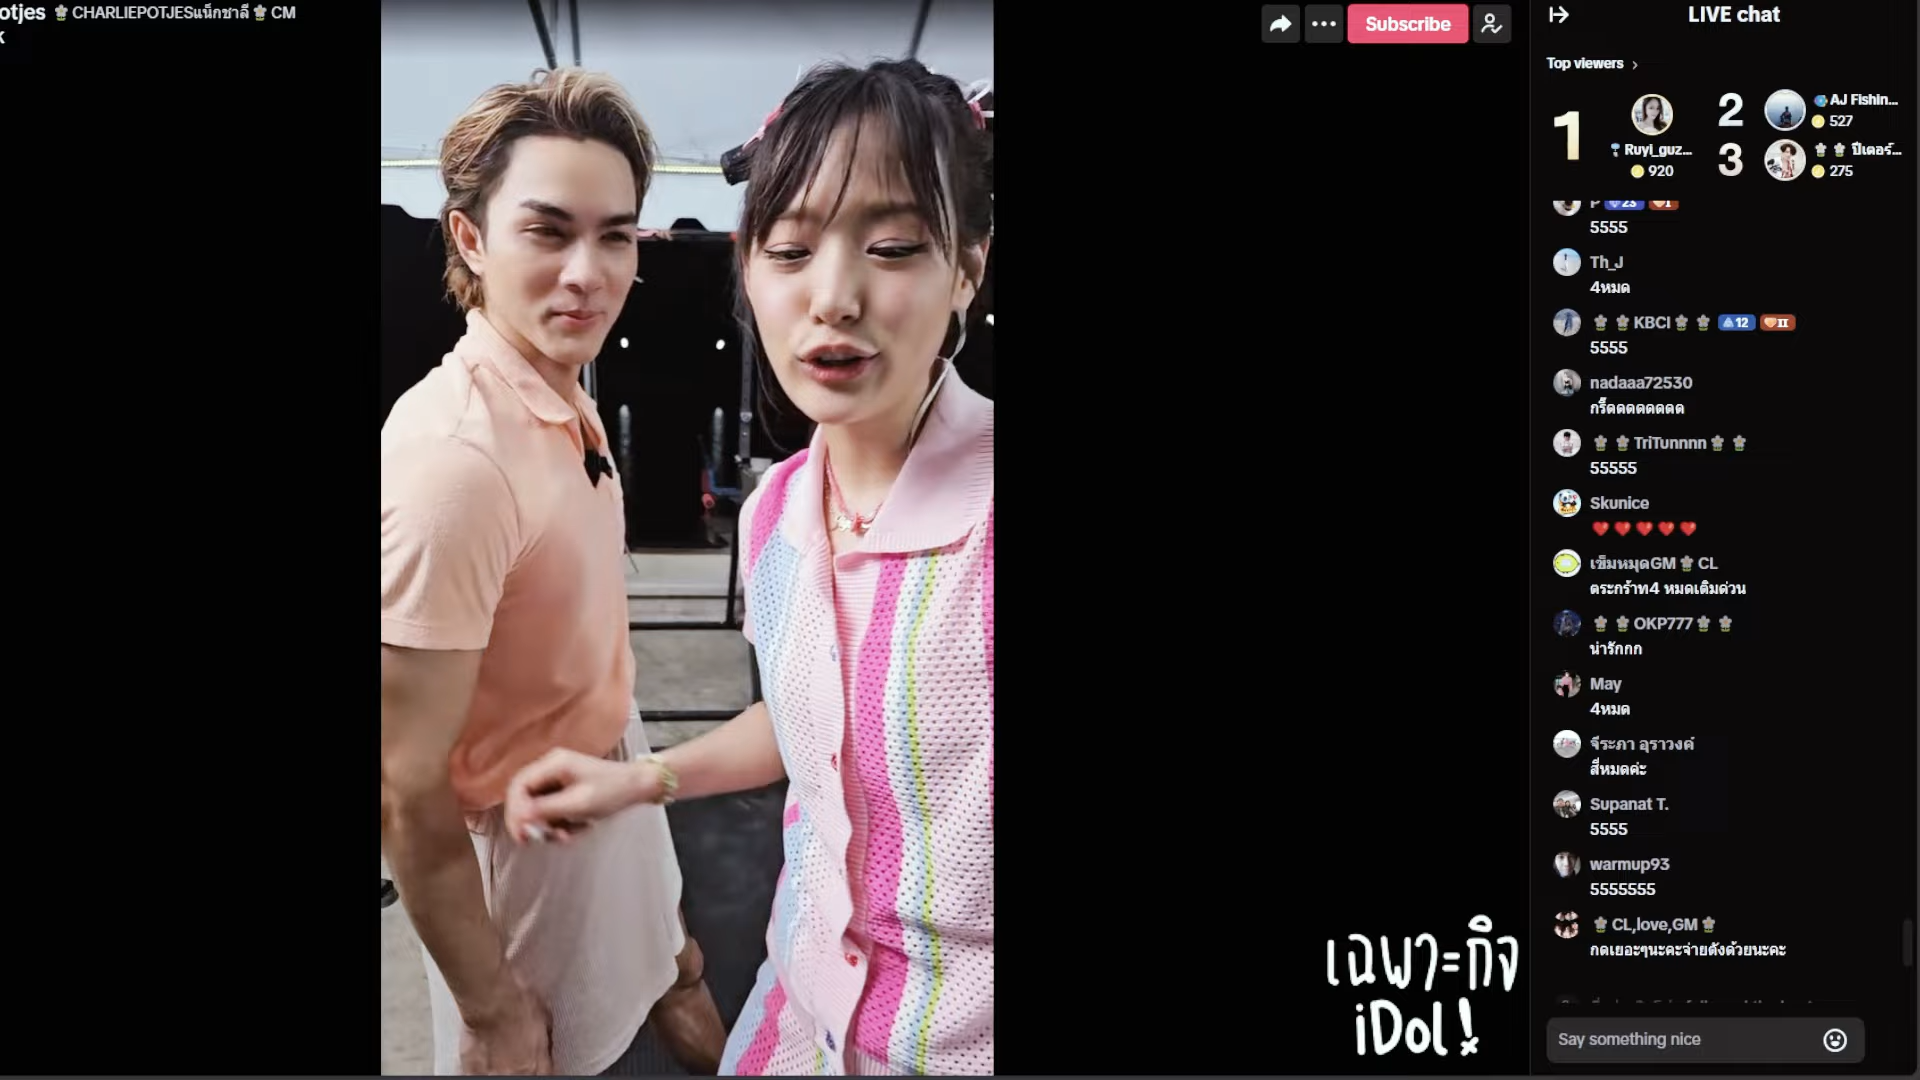 otjes CHARLIEPOTJESแน็กชาลี CM
Subscribe
LIVE chat
Top viewers
1
Ruyi_guz...
920
2
AJ Fishin...
527
3
ปีเตอร์...
275
23 I
5555
Th_J
4หมด
KBCI 12 II
5555
nadaaa72530
กรี๊ดดดดดดดด
TriTunnnn
55555
Skunice
เข็มหมุดGM CL
ตระกร้าท4 หมดเติมด่วน
OKP777
น่ารักกก
May
4หมด
จีระภา อุราวงค์
สี่หมดค่ะ
Supanat T.
5555
warmup93
5555555
CL,love,GM
กดเยอะๆนะคะจ่ายตังด้วยนะคะ
Say something nice
เฉพาะกิจ
iDol!